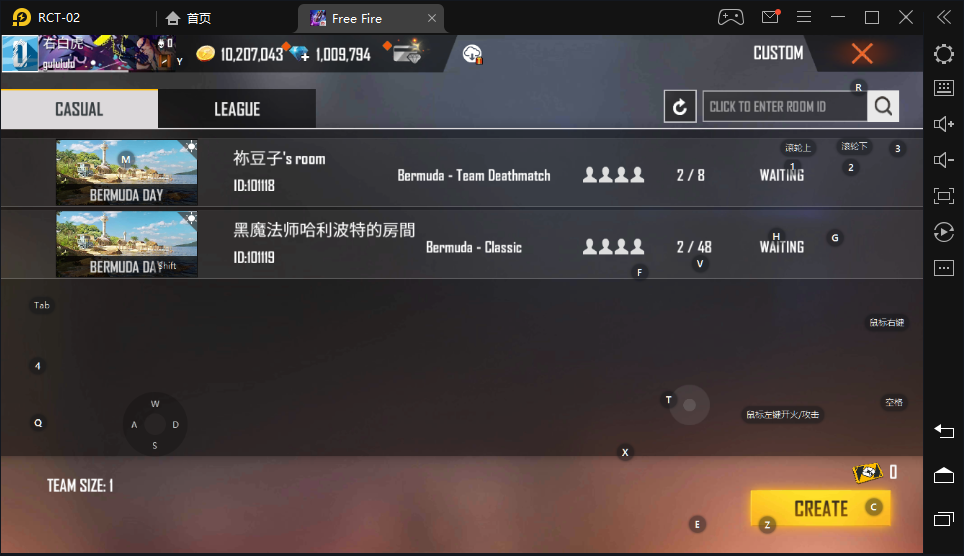 RCT-02
首页
Free Fire
右白虎
gulululu
Y
10,207,043
1,009,794
CUSTOM
CASUAL
LEAGUE
CLICK TO ENTER ROOM ID
R
M
BERMUDA DAY
祢豆子's room
ID:101118
Bermuda - Team Deathmatch
2 / 8
WAITING
滚轮上
滚轮下
3
1
2
BERMUDA DAY
Shift
黑魔法师哈利波特的房間
ID:101119
Bermuda - Classic
2 / 48
WAITING
H
G
F
V
Tab
鼠标右键
4
T
空格
鼠标左键开火/攻击
Q
W
A
D
S
X
TEAM SIZE: 1
0
CREATE
C
E
Z